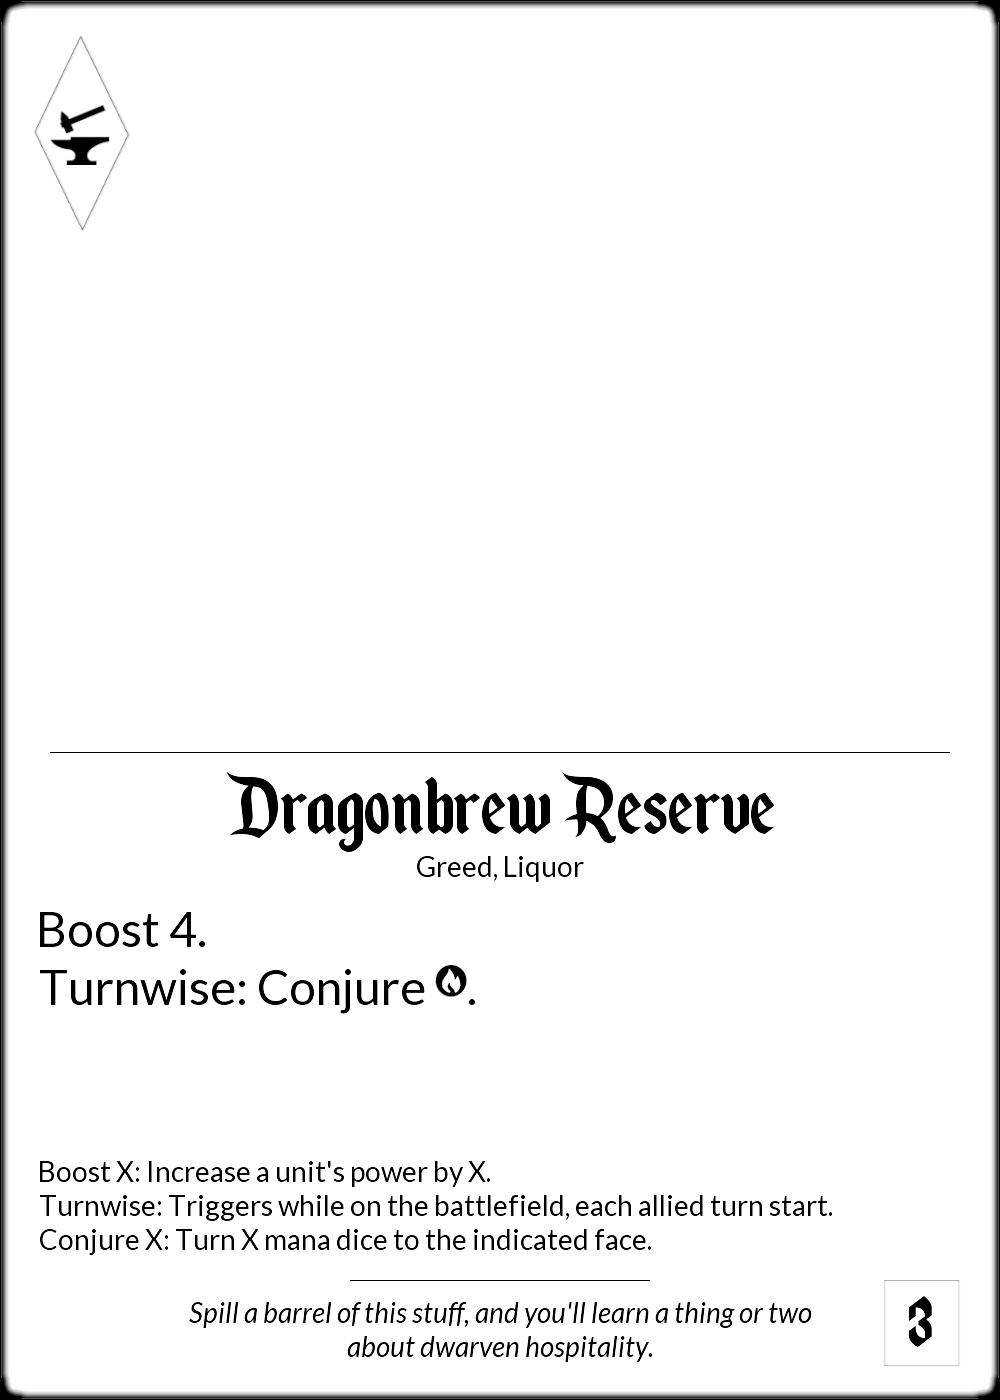 Dragonbrew Reserve
Greed, Liquor
Boost 4.
Turnwise: Conjure .
Boost X: Increase a unit's power by X.
Turnwise: Triggers while on the battlefield, each allied turn start.
Conjure X: Turn X mana dice to the indicated face.
Spill a barrel of this stuff, and you'll learn a thing or two
about dwarven hospitality.
3